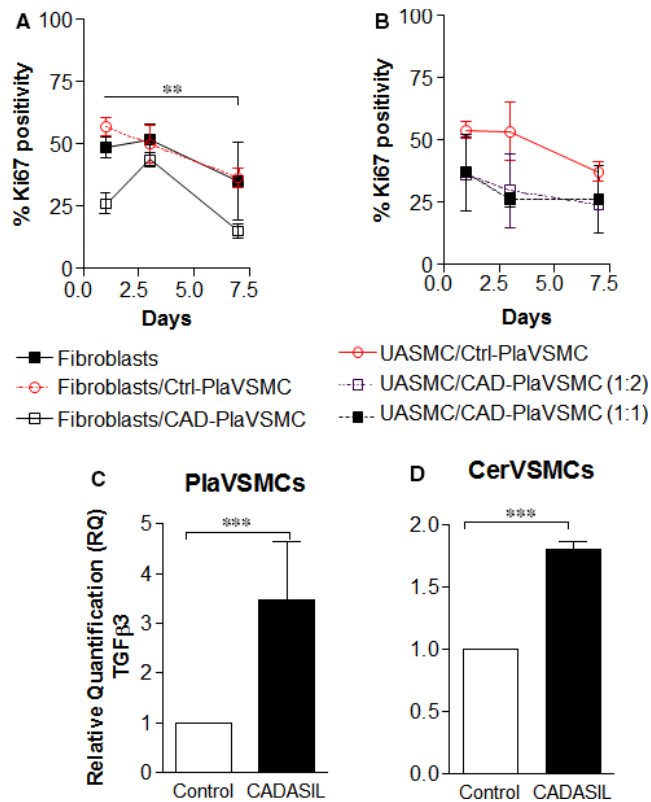 A
100
75
50
25
0
% Ki67 positivity
**
0.0 2.5 5.0 7.5
Days
B
100
75
50
25
0
% Ki67 positivity
0.0 2.5 5.0 7.5
Days
Fibroblasts
Fibroblasts/Ctrl-PlaVSMC
Fibroblasts/CAD-PlaVSMC
UASMC/Ctrl-PlaVSMC
UASMC/CAD-PlaVSMC (1:2)
UASMC/CAD-PlaVSMC (1:1)
C
PlaVSMCs
Relative Quantification (RQ)
TGFβ3
5
4
3
2
1
0
***
Control CADASIL
D
CerVSMCs
2.0
1.5
1.0
0.5
0.0
***
Control CADASIL